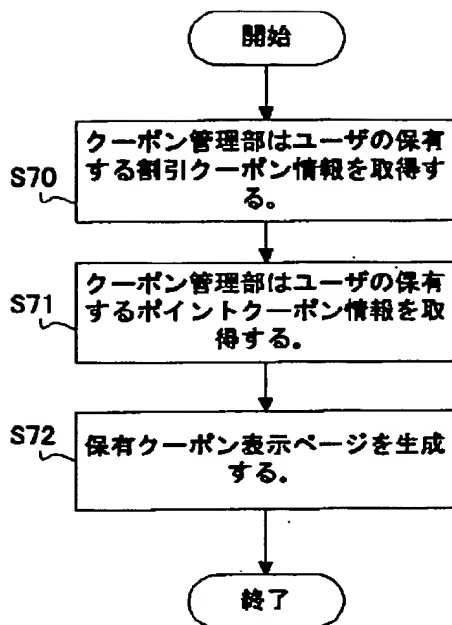 開始
S70
クーポン管理部はユーザの保有
する割引クーポン情報を取得す
る。
S71
クーポン管理部はユーザの保有
するポイントクーポン情報を取
得する。
S72
保有クーポン表示ページを生成
する。
終了